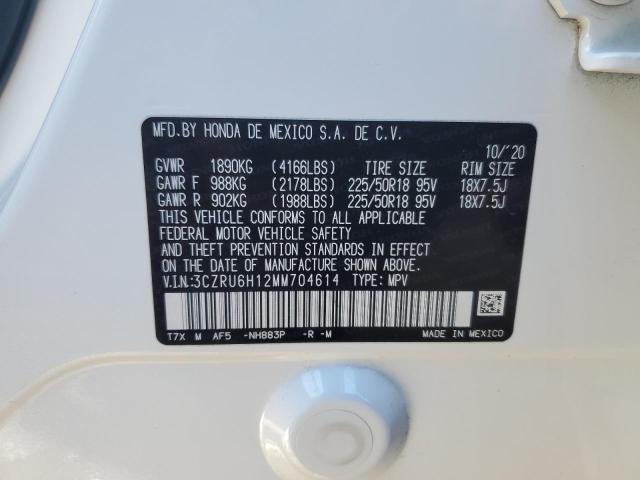 MFD.BY HONDA DE MEXICO S.A. DE C.V.
10/'20
GVWR 1890KG (4166LBS) TIRE SIZE RIM SIZE
GAWR F 988KG (2178LBS) 225/50R18 95V 18X7.5J
GAWR R 902KG (1988LBS) 225/50R18 95V 18X7.5J
THIS VEHICLE CONFORMS TO ALL APPLICABLE
FEDERAL MOTOR VEHICLE SAFETY
AND THEFT PREVENTION STANDARDS IN EFFECT
ON THE DATE OF MANUFACTURE SHOWN ABOVE.
V.I.N.:3CZRU6H12MM704614 TYPE: MPV
T7X M AF5 -NH883P -R -M MADE IN MEXICO